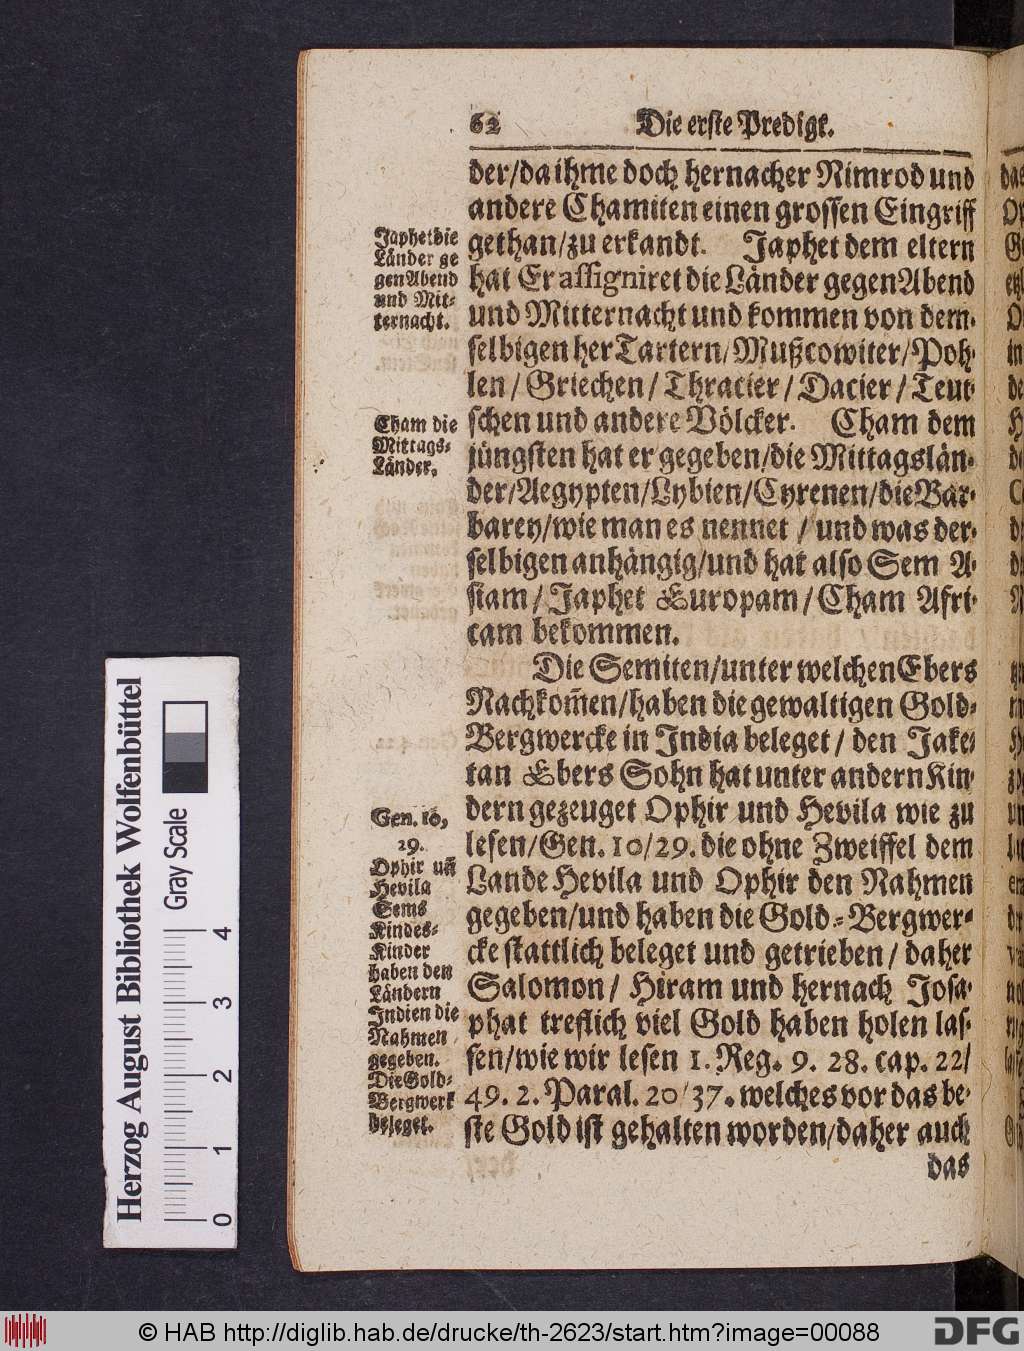 62 Die erste Predigt.
der/da ihme doch hernacher Nimrod und
andere Chamiten einen grossen Eingriff
gethan/zu erkandt. Japhet dem eltern
hat Er assigniret die Länder gegen Abend
und Mitternacht und kommen von dem-
selbigen her Tartern/Mußcowiter/Poh-
len/Griechen/Thracier/Dacier/Teut-
schen und andere Völcker. Cham dem
jüngsten hat er gegeben/die Mittagslän-
der/Aegypten/Lybien/Cyrenen/die Bar-
barey/wie man es nennet/und was der-
selbigen anhängig/und hat also Sem A-
siam/Japhet Europam/Cham Afri-
cam bekommen.
Die Semiten/unter welchen Ebers
Nachkom̃en/haben die gewaltigen Gold-
Bergwercke in India beleget/den Jake-
tan Ebers Sohn hat unter andern Kin-
dern gezeuget Ophir und Hevila wie zu
lesen/Gen. 10/29. die ohne Zweiffel dem
Lande Hevila und Ophir den Nahmen
gegeben/und haben die Gold-Bergwer-
cke stattlich beleget und getrieben/daher
Salomon/Hiram und hernach Josa-
phat treflich viel Gold haben holen las-
sen/wie wir lesen 1. Reg. 9. 28. cap. 22/
49. 2. Paral. 20/37. welches vor das be-
ste Gold ist gehalten worden/daher auch
das
Japhet die
Länder ge
gen Abend
und Mit-
ternacht.
Cham die
Mittags-
Länder.
Gen. 10,
29.
Ophir uñ
Hevila
Sems
Kindes-
Kinder
haben den
Ländern
Indien die
Nahmen
gegeben.
Die Gold-
Bergwerk
beleget.
Herzog August Bibliothek Wolfenbüttel
Gray Scale
0 1 2 3 4
© HAB http://diglib.hab.de/drucke/th-2623/start.htm?image=00088
DFG